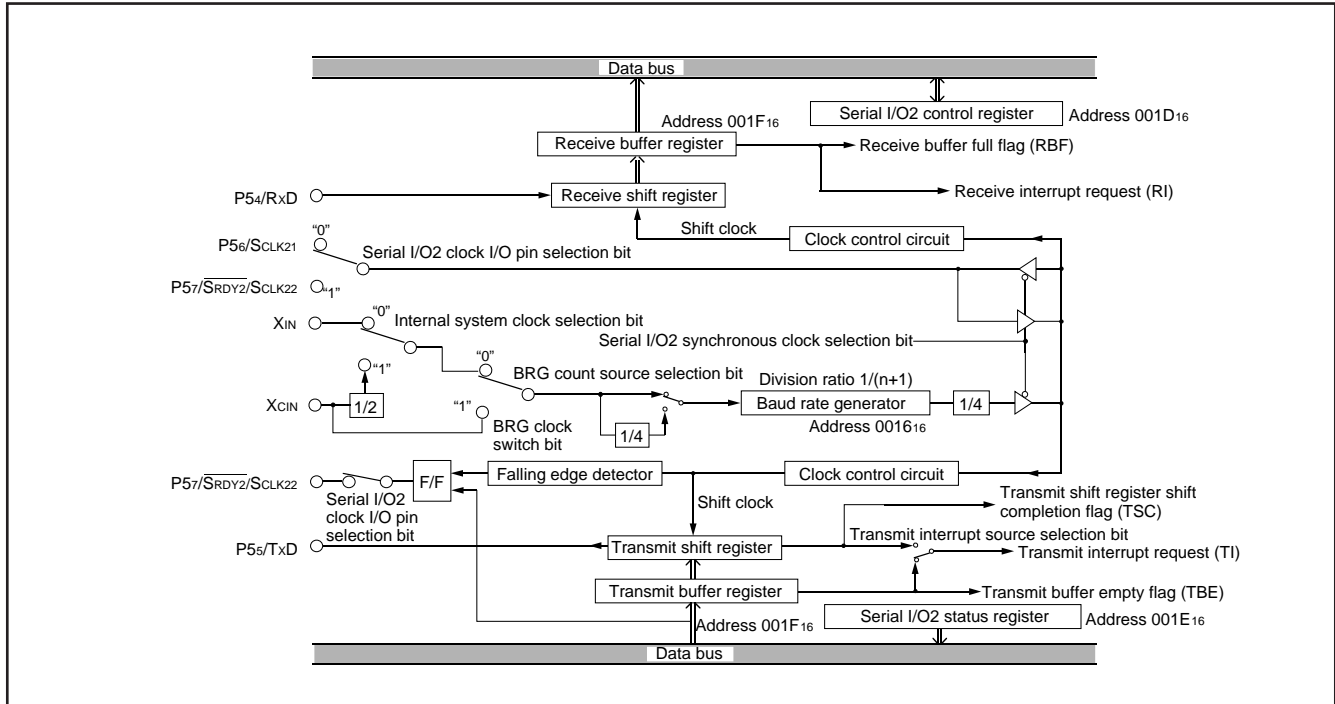 Data bus
Address 001F16
Serial I/O2 control register
Address 001D16
Receive buffer register
Receive buffer full flag (RBF)
P54/RXD
Receive shift register
Receive interrupt request (RI)
Shift clock
Clock control circuit
P56/SCLK21
"0"
Serial I/O2 clock I/O pin selection bit
P57/SRDY2/SCLK22
"1"
XIN
"0"
Internal system clock selection bit
Serial I/O2 synchronous clock selection bit
"1"
"0"
BRG count source selection bit
Division ratio 1/(n+1)
XCIN
1/2
"1"
BRG clock
switch bit
1/4
Baud rate generator
1/4
Address 001616
P57/SRDY2/SCLK22
F/F
Falling edge detector
Clock control circuit
Serial I/O2
clock I/O pin
selection bit
Shift clock
Transmit shift register shift
completion flag (TSC)
Transmit interrupt source selection bit
P55/TXD
Transmit shift register
Transmit interrupt request (TI)
Transmit buffer register
Transmit buffer empty flag (TBE)
Address 001F16
Serial I/O2 status register
Address 001E16
Data bus